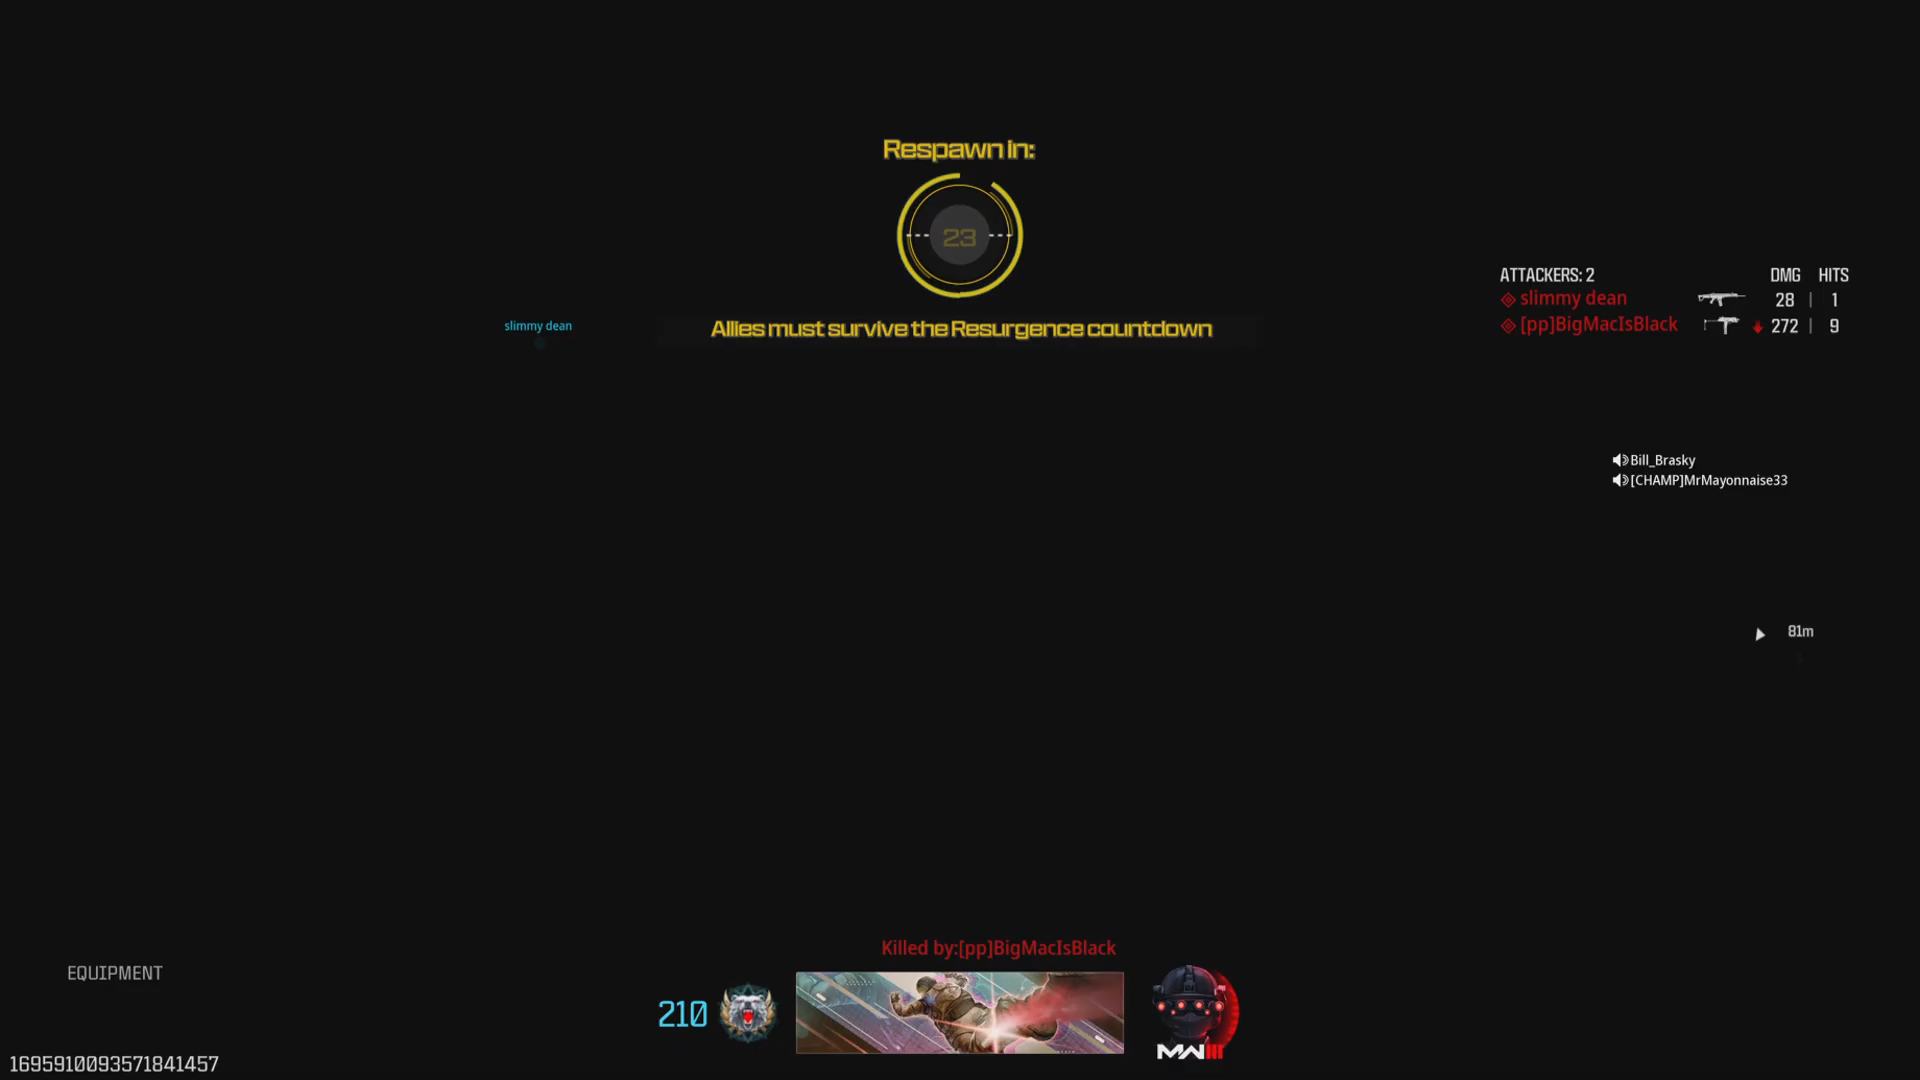 Respawn in:
23
Allies must survive the Resurgence countdown
slimmy dean
ATTACKERS: 2 DMG HITS
slimmy dean 28 | 1
[pp]BigMacIsBlack 272 | 9
Bill_Brasky
[CHAMP]MrMayonnaise33
81m
Killed by:[pp]BigMacIsBlack
EQUIPMENT
210
MWIII
1695910093571841457